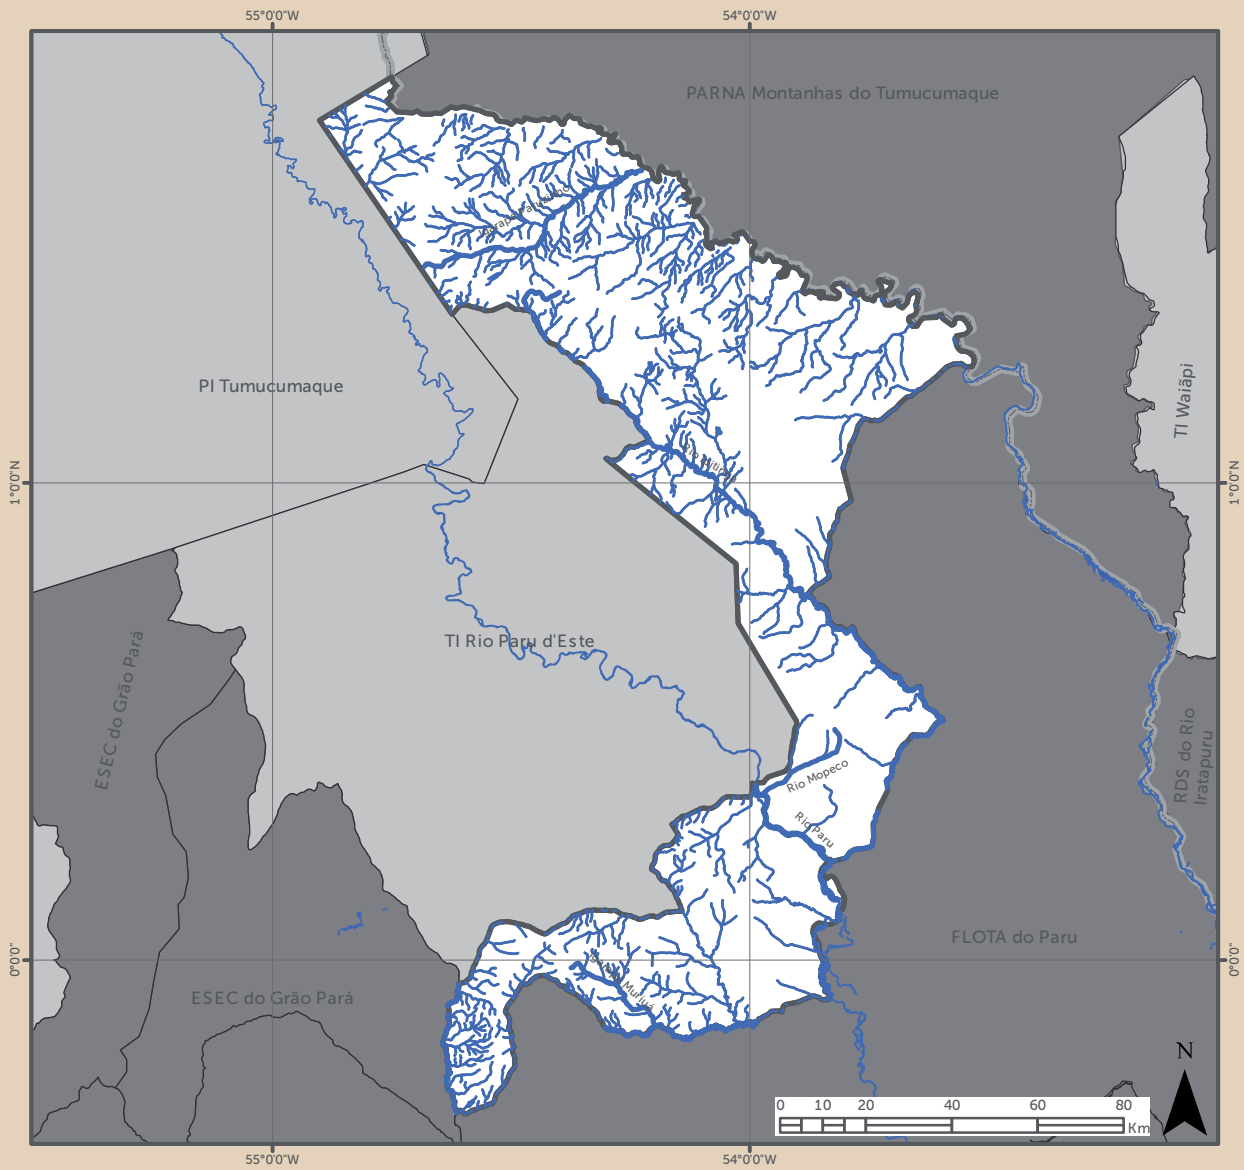 55°0'0"W
54°0'0"W
PARNA Montanhas do Tumucumaque
Igarapé Paruzinho
PI Tumucumaque
TI Waiãpi
1°0'0"N
1°0'0"N
TI Rio Paru d'Este
ESEC do Grão Pará
RDS do Rio
Iratapuru
Rio Mopeco
Rio Paru
FLOTA do Paru
0°0'0"
0°0'0"
ESEC do Grão Pará
N
0 10 20 40 60 80
Km
55°0'0"W
54°0'0"W